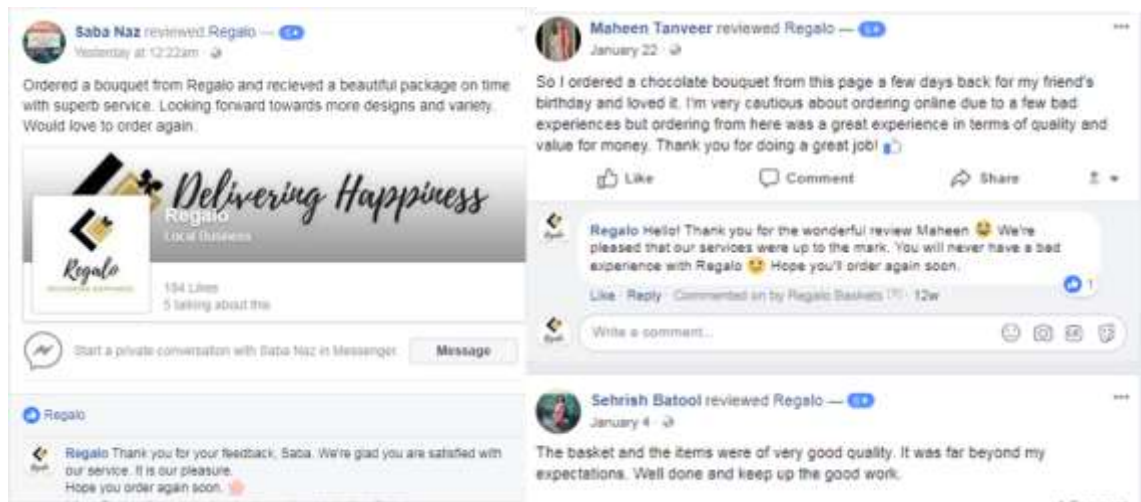 Saba Naz reviewed Regalo —
Yesterday at 12:22am ·
Ordered a bouquet from Regalo and recieved a beautiful package on time
with superb service. Looking forward towards more designs and variety.
Would love to order again.
Delivering Happiness
Regalo
Local Business
Regalo
DELIVERING HAPPINESS
184 Likes
5 talking about this
Start a private conversation with Saba Naz in Messenger.
Message
Regalo
Regalo Thank you for your feedback, Saba. We're glad you are satisfied with
our service. It is our pleasure.
Hope you order again soon.
Maheen Tanveer reviewed Regalo —
January 22 ·
So I ordered a chocolate bouquet from this page a few days back for my friend's
birthday and loved it. I'm very cautious about ordering online due to a few bad
experiences but ordering from here was a great experience in terms of quality and
value for money. Thank you for doing a great job!
Like Comment Share
Regalo
Regalo Hello! Thank you for the wonderful review Maheen We're
pleased that our services were up to the mark. You will never have a bad
experience with Regalo Hope you'll order again soon.
1
Like · Reply · Commented on by Regalo Baskets [?] · 12w
Write a comment...
Sehrish Batool reviewed Regalo —
January 4 ·
The basket and the items were of very good quality. It was far beyond my
expectations. Well done and keep up the good work.